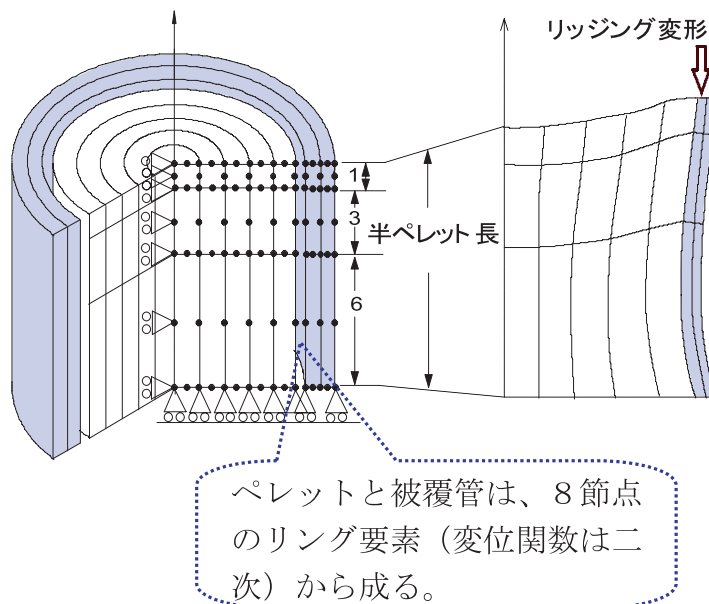 リッジング変形
1
3
半ペレット長
6
ペレットと被覆管は、８節点
のリング要素（変位関数は二
次）から成る。